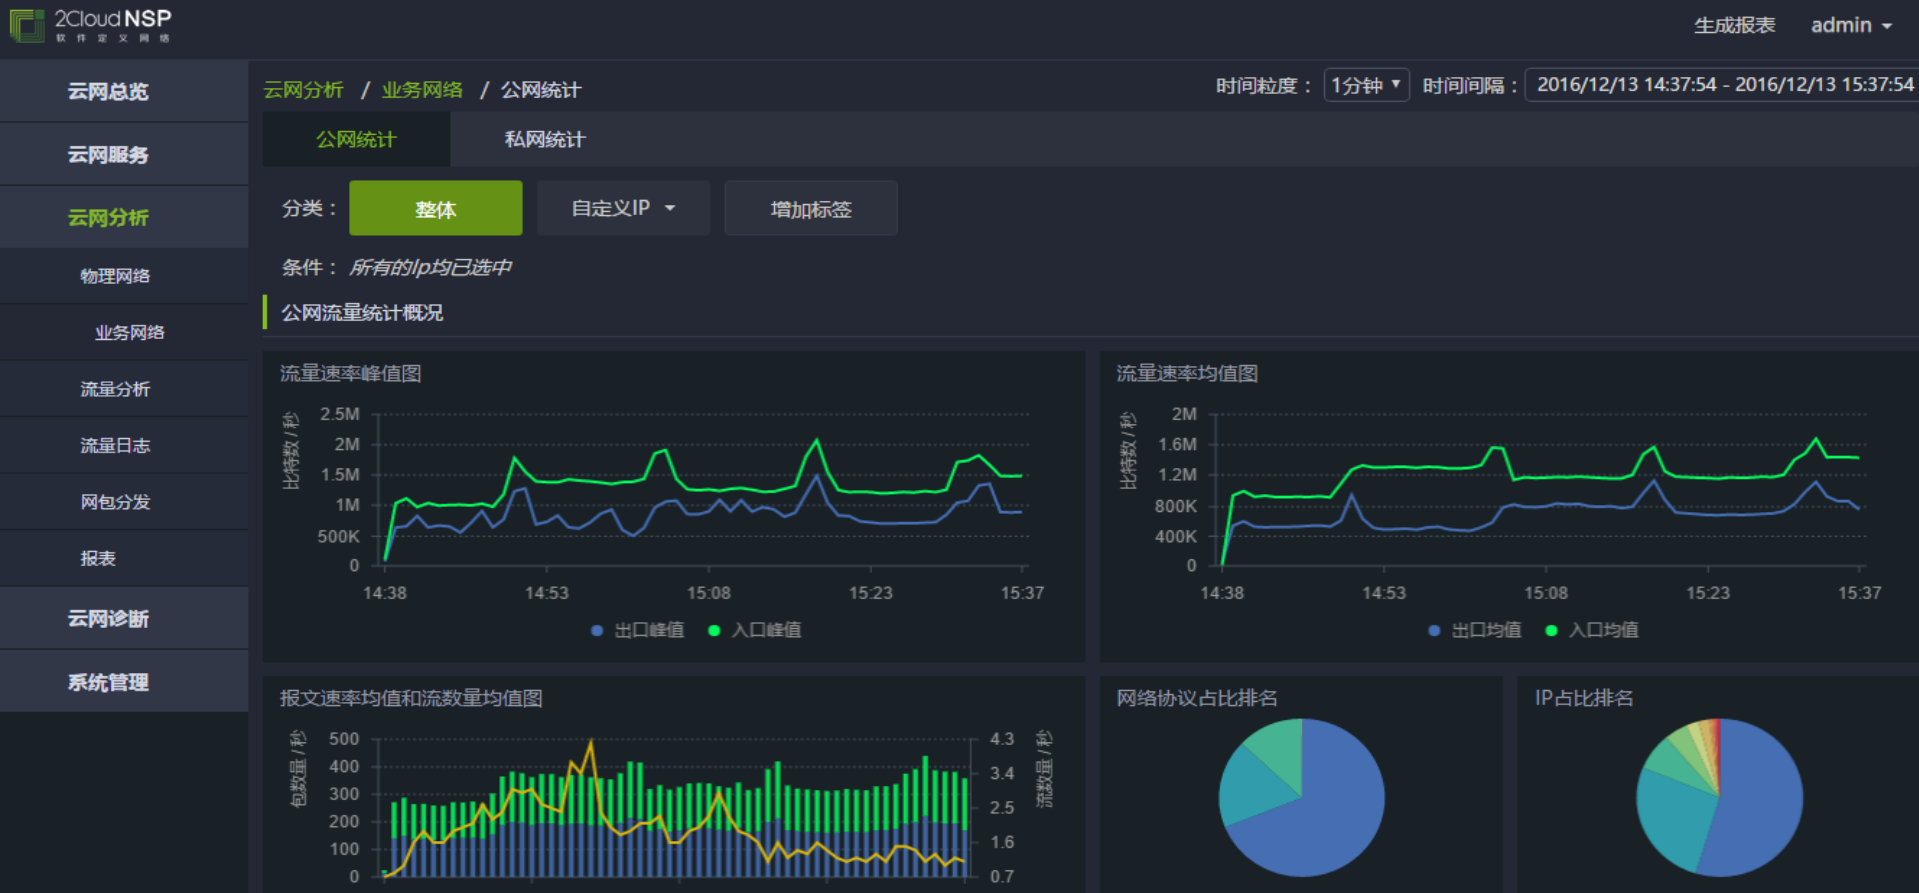 2Cloud NSP
软件定义网络
生成报表 admin
云网总览
云网服务
云网分析
物理网络
业务网络
流量分析
流量日志
网包分发
报表
云网诊断
系统管理
云网分析 / 业务网络 / 公网统计
时间粒度： 1分钟 时间间隔： 2016/12/13 14:37:54 - 2016/12/13 15:37:54
公网统计 私网统计
分类： 整体 自定义IP 增加标签
条件： 所有的Ip均已选中
公网流量统计概况
流量速率峰值图
比特数/秒
2.5M
2M
1.5M
1M
500K
0
14:38 14:53 15:08 15:23 15:37
出口峰值 入口峰值
流量速率均值图
比特数/秒
2M
1.6M
1.2M
800K
400K
0
14:38 14:53 15:08 15:23 15:37
出口均值 入口均值
报文速率均值和流数量均值图
包数量/秒
500
400
300
200
100
0
4.3
3.4
2.5
1.6
0.7
流数量/秒
网络协议占比排名
IP占比排名